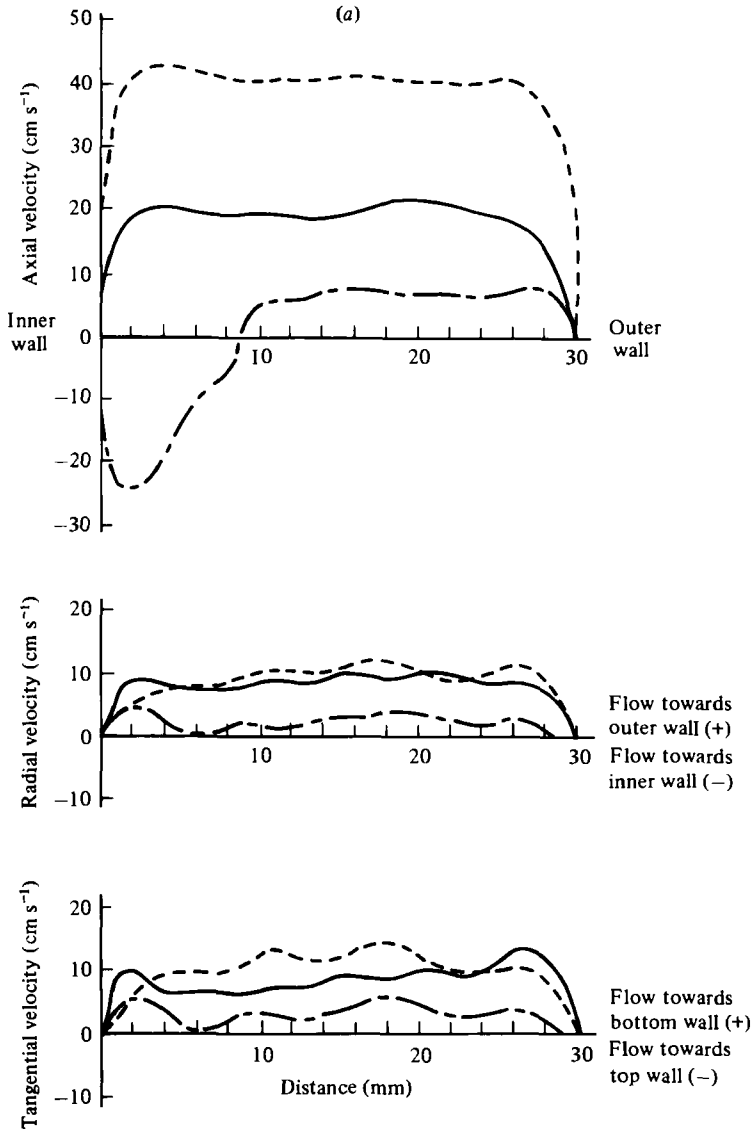 (a)
50
40
30
20
10
0
−10
−20
−30
Axial velocity (cm s⁻¹)
Inner
wall
10
20
30
Outer
wall
20
10
0
−10
Radial velocity (cm s⁻¹)
10
20
30
Flow towards
outer wall (+)
Flow towards
inner wall (−)
20
10
0
−10
Tangential velocity (cm s⁻¹)
10
20
30
Distance (mm)
Flow towards
bottom wall (+)
Flow towards
top wall (−)